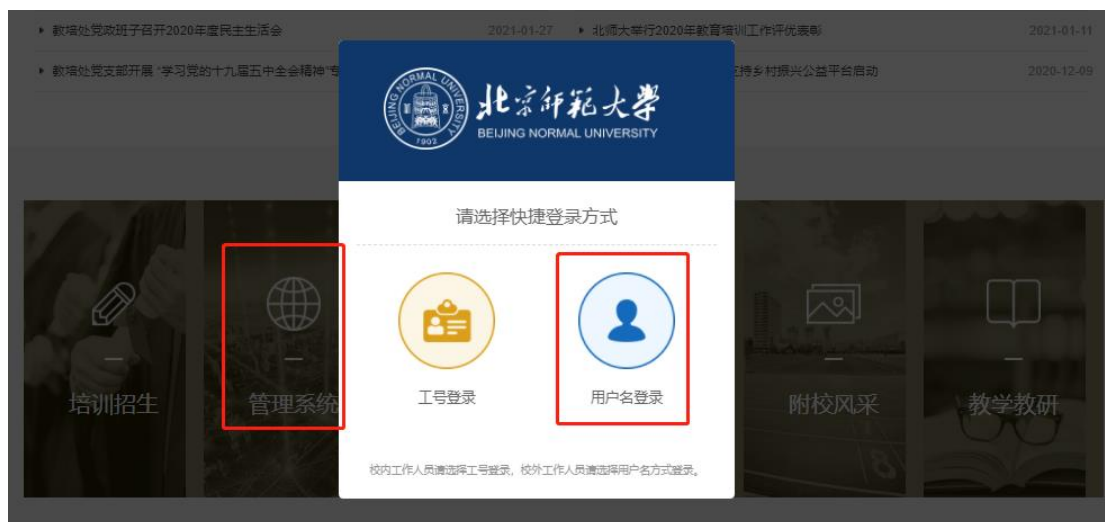 教培处党政班子召开2020年度民主生活会 2021-01-27
北师大举行2020年教育培训工作评优表彰 2021-01-11
教培处党支部开展“学习党的十九届五中全会精神”专
支持乡村振兴公益平台启动 2020-12-09
BEIJING NORMAL UNIVERSITY
1902
北京师范大学
BEIJING NORMAL UNIVERSITY
请选择快捷登录方式
工号登录
用户名登录
校内工作人员请选择工号登录，校外工作人员请选择用户名方式登录。
培训招生
管理系统
附校风采
教学教研